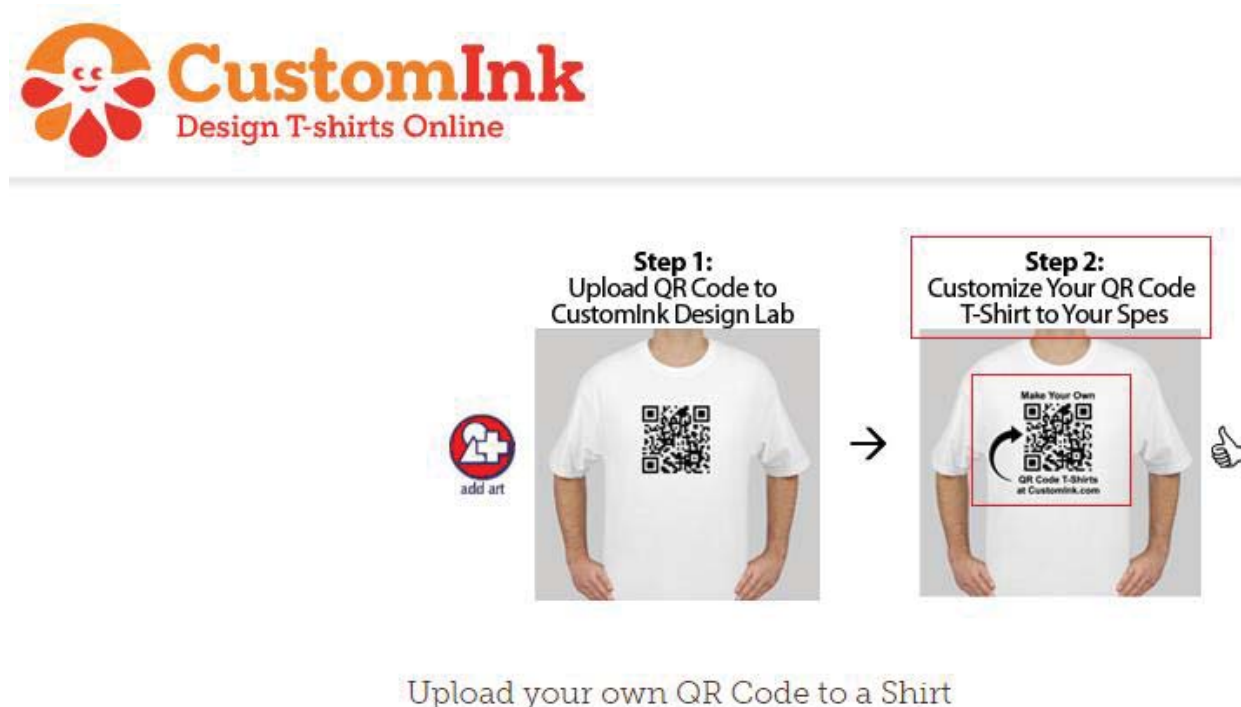 CustomInk
Design T-shirts Online
Step 1:
Upload QR Code to
CustomInk Design Lab
add art
Step 2:
Customize Your QR Code
T-Shirt to Your Spes
Make Your Own
QR Code T-Shirts
at CustomInk.com
Upload your own QR Code to a Shirt